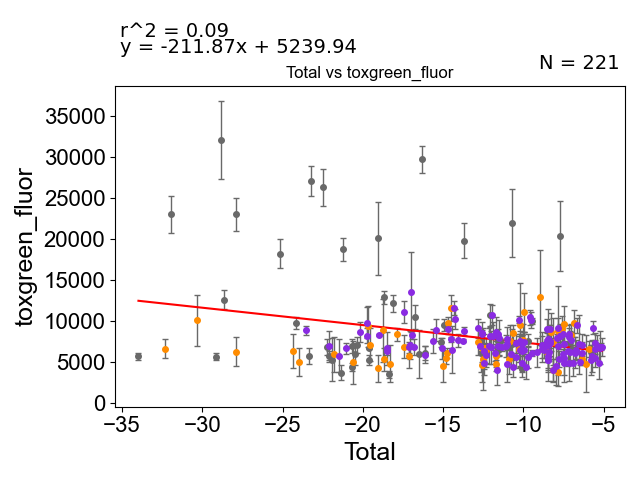 r^2 = 0.09
y = -211.87x + 5239.94
N = 221
Total vs toxgreen_fluor
35000
30000
25000
20000
15000
10000
5000
0
toxgreen_fluor
−35 −30 −25 −20 −15 −10 −5
Total